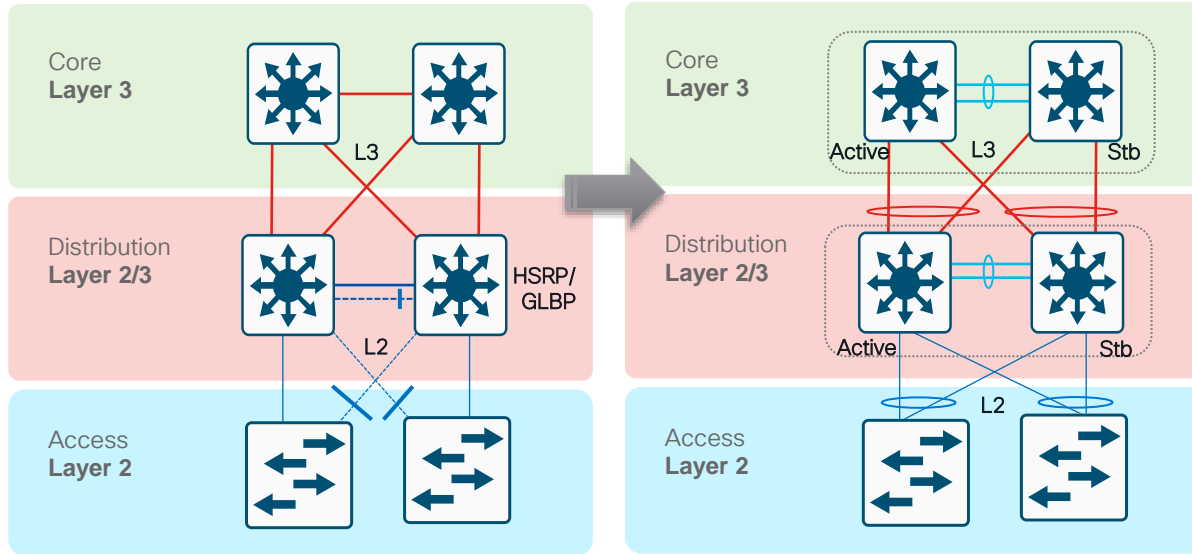 Core
Layer 3
L3
Distribution
Layer 2/3
HSRP/
GLBP
L2
Access
Layer 2
Core
Layer 3
Active
L3
Stb
Distribution
Layer 2/3
Active
Stb
L2
Access
Layer 2